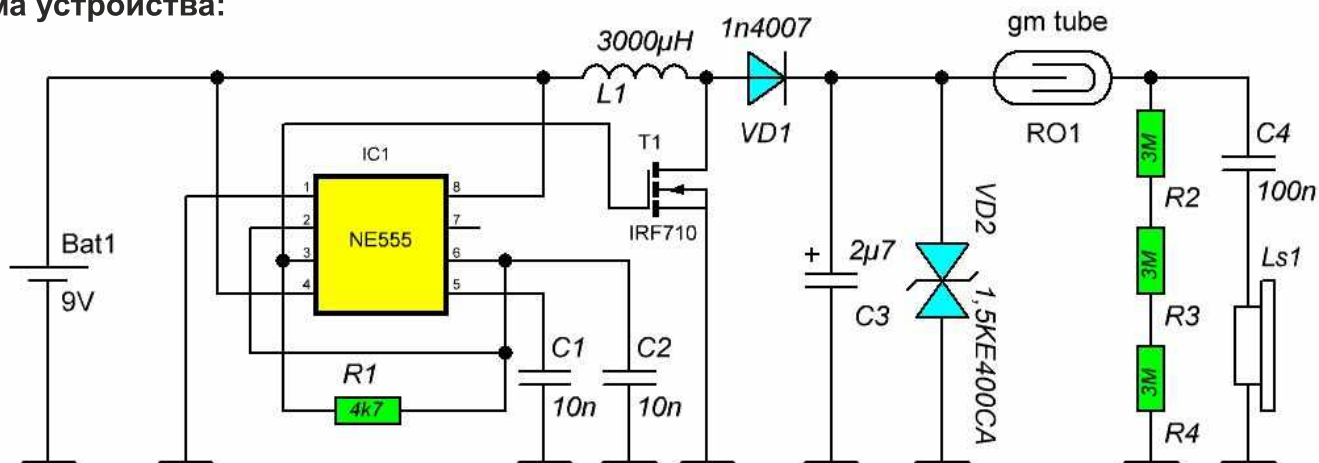 ма устройства:
gm tube
1n4007
3000µH
L1
VD1
RO1
C4
100n
T1
IRF710
IC1
NE555
1
2
3
4
8
7
6
5
Bat1
9V
R1
4k7
C1
10n
C2
10n
+
2µ7
C3
VD2
1,5KE400CA
3M
R2
3M
R3
3M
R4
Ls1